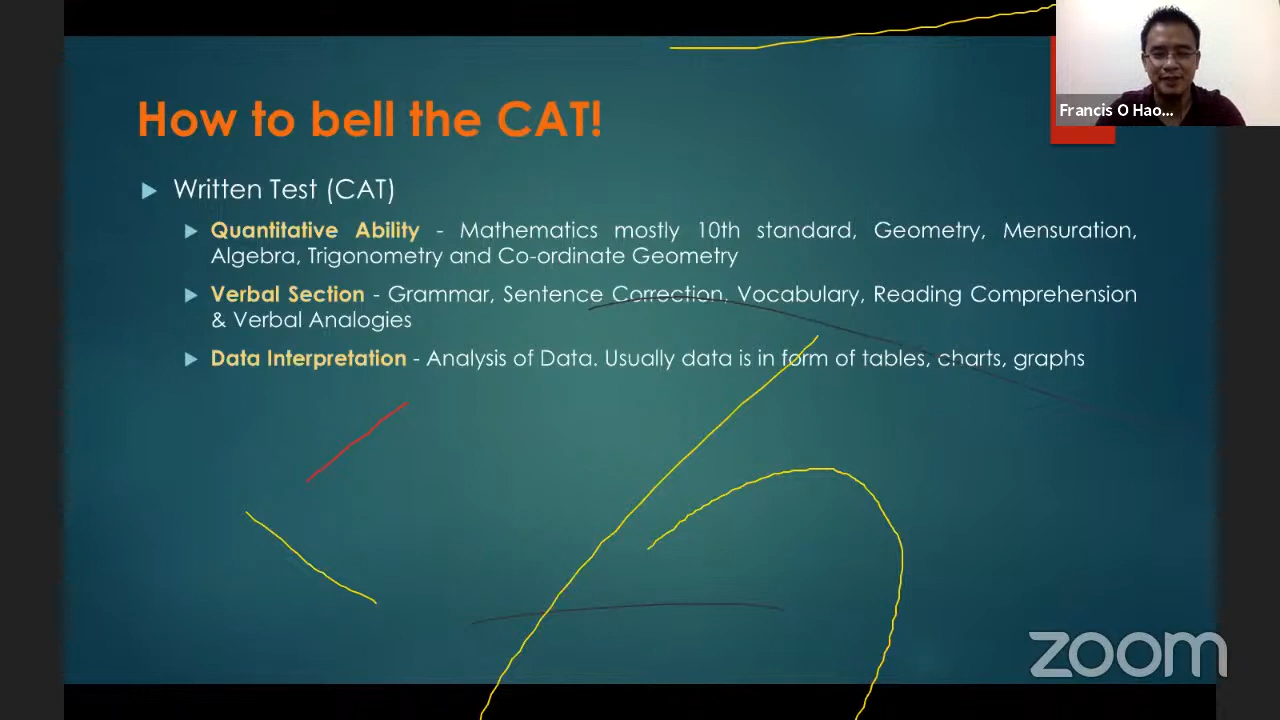 How to bell the CAT!
Francis O Hao...
Written Test (CAT)
Quantitative Ability - Mathematics mostly 10th standard, Geometry, Mensuration,
Algebra, Trigonometry and Co-ordinate Geometry
Verbal Section - Grammar, Sentence Correction, Vocabulary, Reading Comprehension
& Verbal Analogies
Data Interpretation - Analysis of Data. Usually data is in form of tables, charts, graphs
zoom